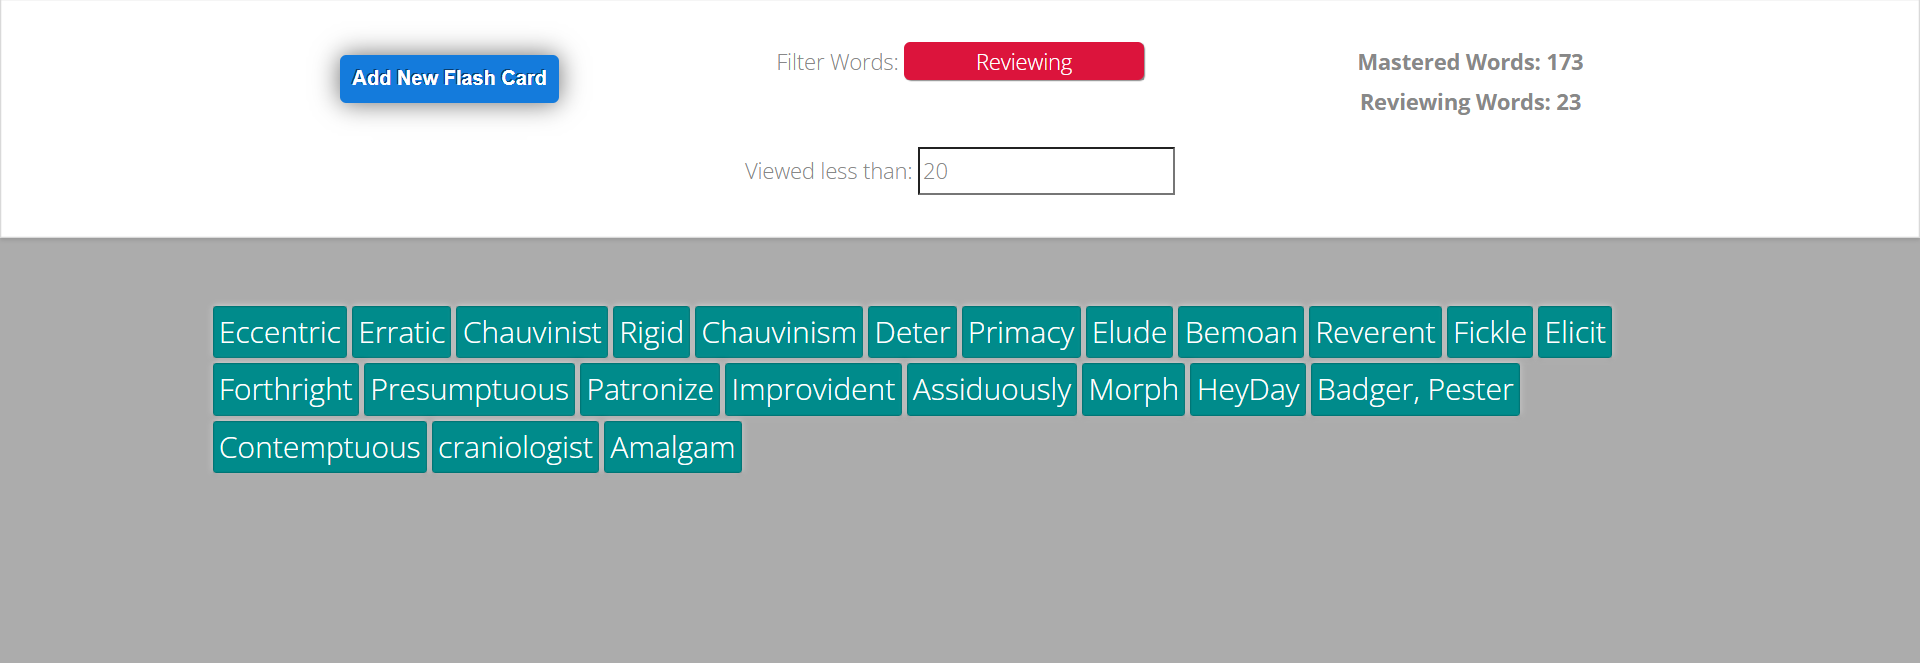 Add New Flash Card
Filter Words: Reviewing
Mastered Words: 173
Reviewing Words: 23
Viewed less than: 20
Eccentric Erratic Chauvinist Rigid Chauvinism Deter Primacy Elude Bemoan Reverent Fickle Elicit
Forthright Presumptuous Patronize Improvident Assiduously Morph HeyDay Badger, Pester
Contemptuous craniologist Amalgam